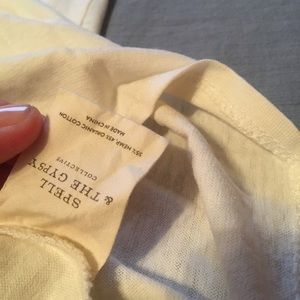 SPELL
& THE GYPSY
COLLECTIVE
55% HEMP 45% ORGANIC COTTON
MADE IN CHINA